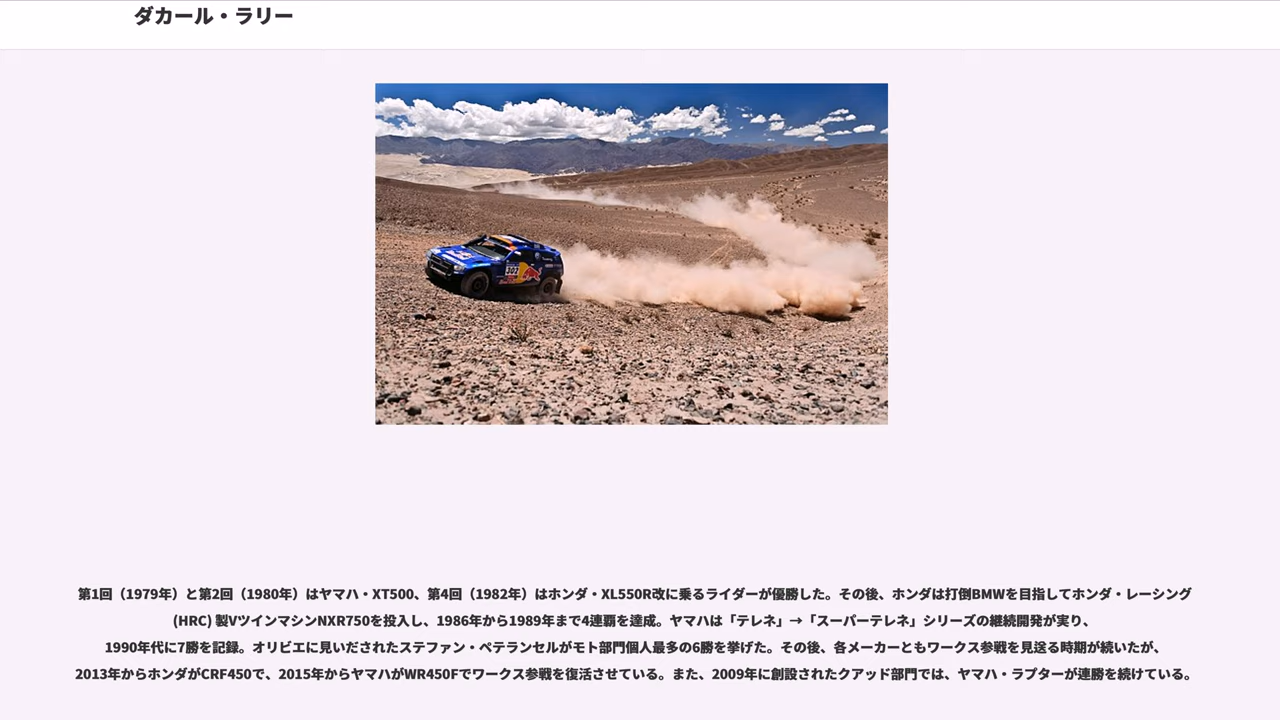 ダカール・ラリー
302
第1回（1979年）と第2回（1980年）はヤマハ・XT500、第4回（1982年）はホンダ・XL550R改に乗るライダーが優勝した。その後、ホンダは打倒BMWを目指してホンダ・レーシング
(HRC) 製VツインマシンNXR750を投入し、1986年から1989年まで4連覇を達成。ヤマハは「テレネ」→「スーパーテレネ」シリーズの継続開発が実り、
1990年代に7勝を記録。オリビエに見いだされたステファン・ペテランセルがモト部門個人最多の6勝を挙げた。その後、各メーカーともワークス参戦を見送る時期が続いたが、
2013年からホンダがCRF450で、2015年からヤマハがWR450Fでワークス参戦を復活させている。また、2009年に創設されたクアッド部門では、ヤマハ・ラプターが連勝を続けている。